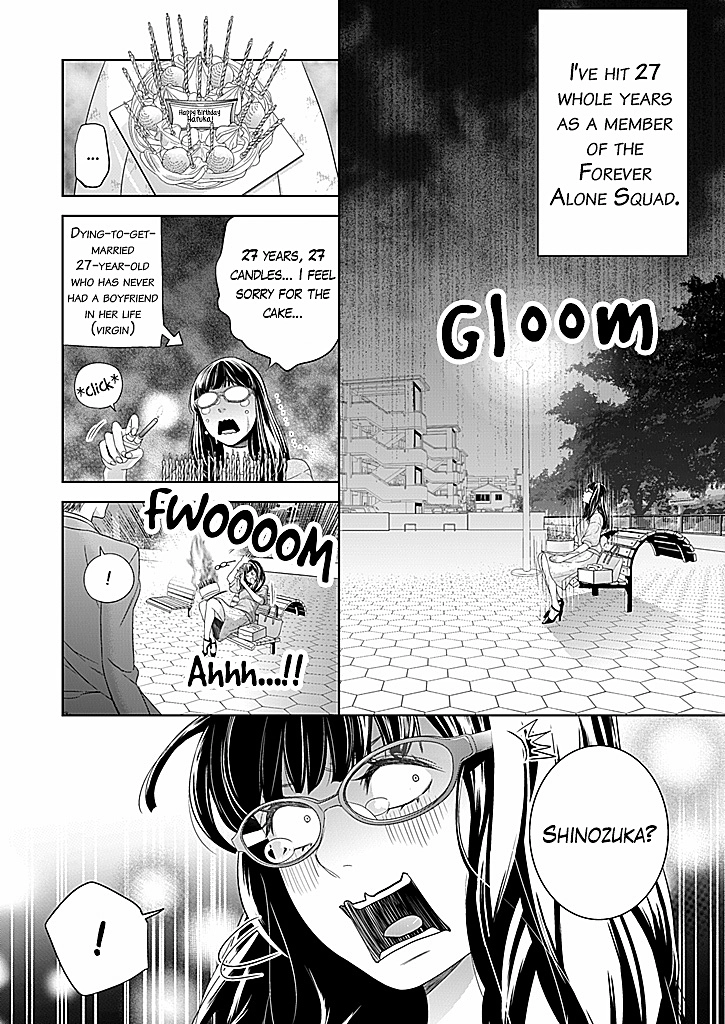 I've hit 27
whole years
as a member
of the
Forever
Alone Squad.
Gloom
Happy Birthday
Haruka!
...
27 years, 27
candles... I feel
sorry for the
cake...
Dying-to-get-
married
27-year-old
who has never
had a boyfriend
in her life
(virgin)
*click*
FWOOOOM
!
Ahhh...!!
Shinozuka?
!